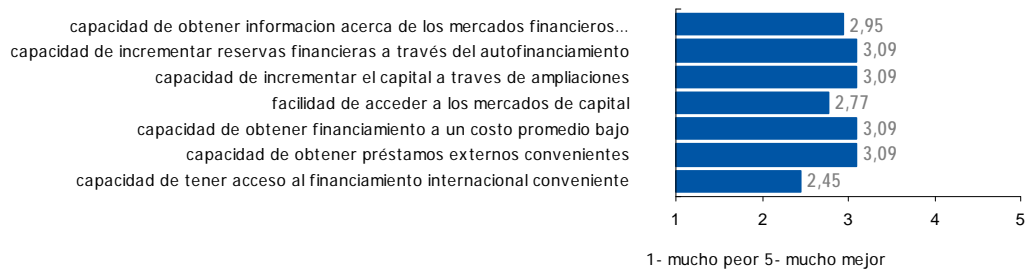 capacidad de obtener informacion acerca de los mercados financieros... 2,95
capacidad de incrementar reservas financieras a través del autofinanciamiento 3,09
capacidad de incrementar el capital a traves de ampliaciones 3,09
facilidad de acceder a los mercados de capital 2,77
capacidad de obtener financiamiento a un costo promedio bajo 3,09
capacidad de obtener préstamos externos convenientes 3,09
capacidad de tener acceso al financiamiento internacional conveniente 2,45
1 2 3 4 5
1- mucho peor 5- mucho mejor